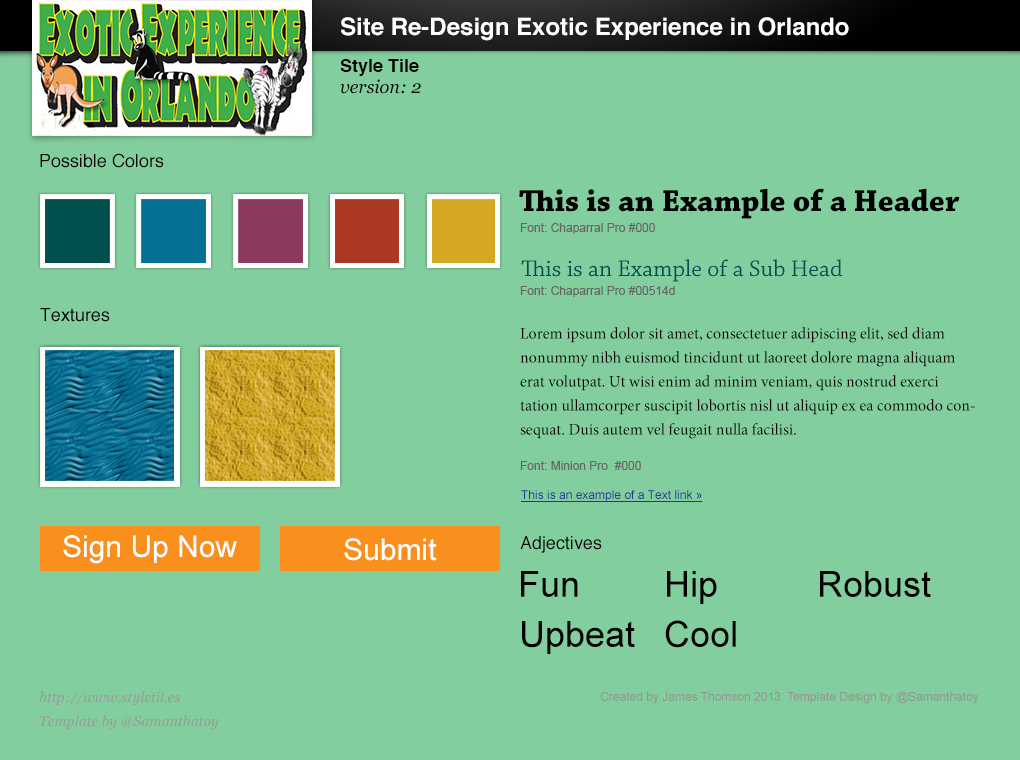 EXOTIC EXPERIENCE
IN ORLANDO
Site Re-Design Exotic Experience in Orlando
Style Tile
version: 2
Possible Colors
Textures
Sign Up Now
Submit
This is an Example of a Header
Font: Chaparral Pro #000
This is an Example of a Sub Head
Font: Chaparral Pro #00514d
Lorem ipsum dolor sit amet, consectetuer adipiscing elit, sed diam
nonummy nibh euismod tincidunt ut laoreet dolore magna aliquam
erat volutpat. Ut wisi enim ad minim veniam, quis nostrud exerci
tation ullamcorper suscipit lobortis nisl ut aliquip ex ea commodo con-
sequat. Duis autem vel feugait nulla facilisi.
Font: Minion Pro  #000
This is an example of a Text link »
Adjectives
Fun Hip Robust
Upbeat Cool
http://www.styletil.es
Template by @Samanthatoy
Created by James Thomson 2013. Template Design by @Samanthatoy